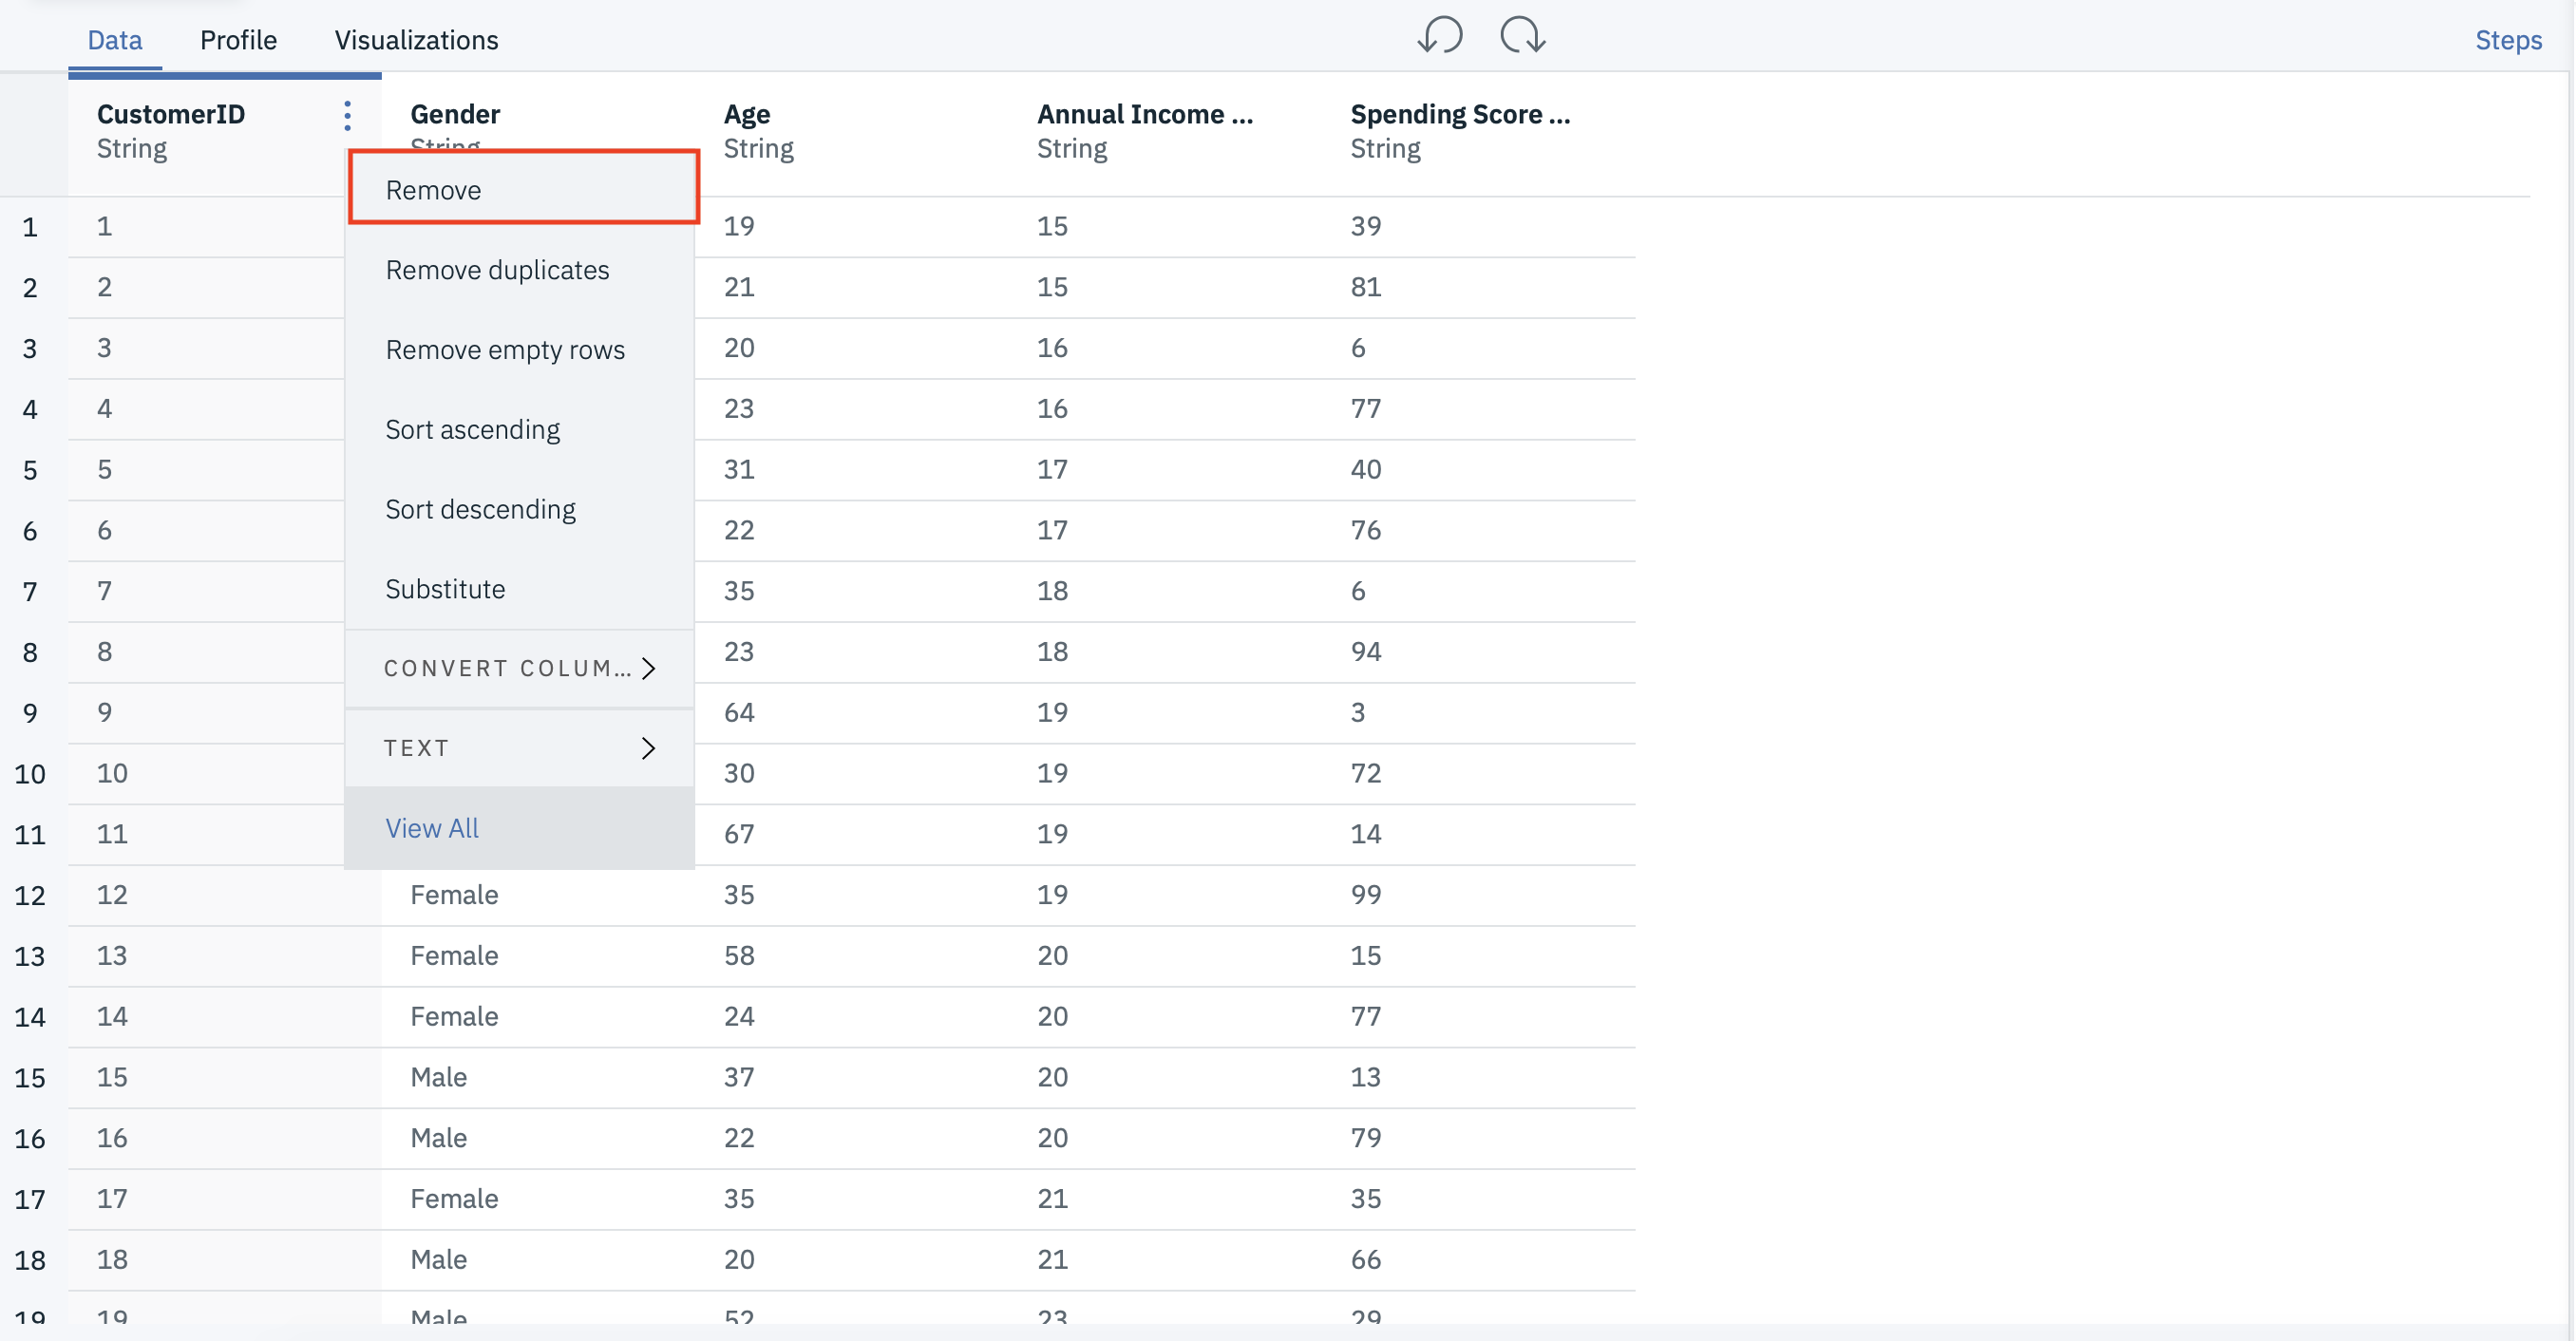 Data Profile Visualizations Steps
CustomerID Gender Age Annual Income ... Spending Score ...
String String String String String
Remove
1 1 19 15 39
Remove duplicates
2 2 21 15 81
Remove empty rows
3 3 20 16 6
4 4 23 16 77
Sort ascending
5 5 31 17 40
Sort descending
6 6 22 17 76
Substitute
7 7 35 18 6
8 8 23 18 94
CONVERT COLUM...
9 9 64 19 3
TEXT
10 10 30 19 72
View All
11 11 67 19 14
12 12 Female 35 19 99
13 13 Female 58 20 15
14 14 Female 24 20 77
15 15 Male 37 20 13
16 16 Male 22 20 79
17 17 Female 35 21 35
18 18 Male 20 21 66
19 19 Male 52 23 29